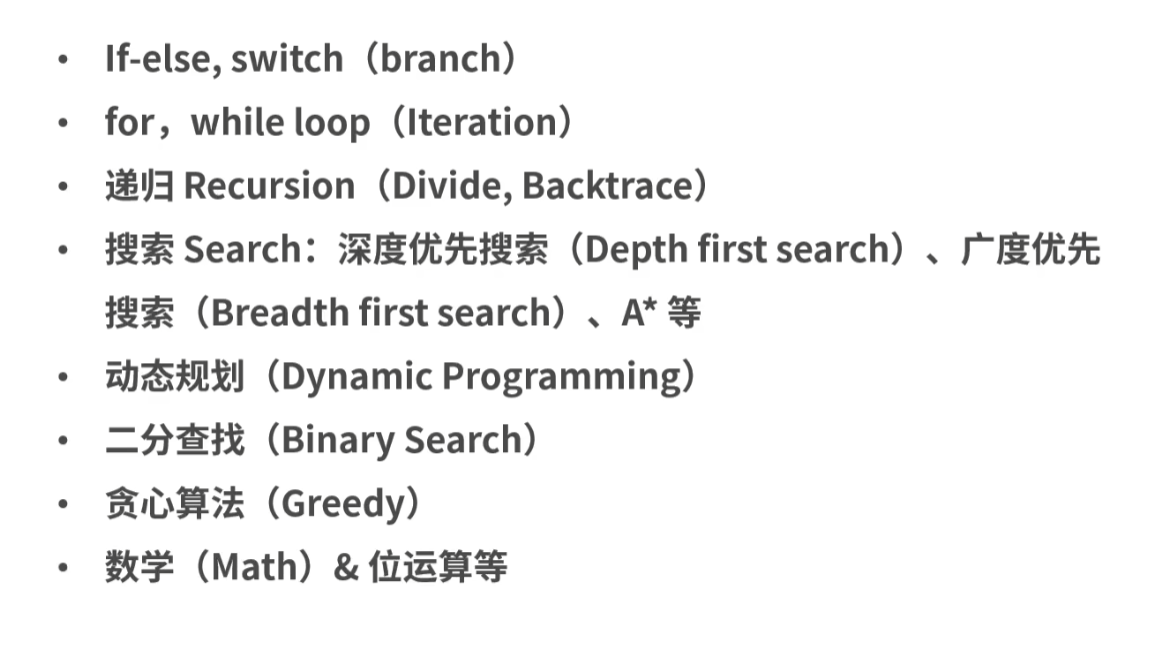 • If-else, switch（branch）
• for，while loop（Iteration）
• 递归 Recursion（Divide, Backtrace）
• 搜索 Search：深度优先搜索（Depth first search）、广度优先
搜索（Breadth first search）、A* 等
• 动态规划（Dynamic Programming）
• 二分查找（Binary Search）
• 贪心算法（Greedy）
• 数学（Math）& 位运算等